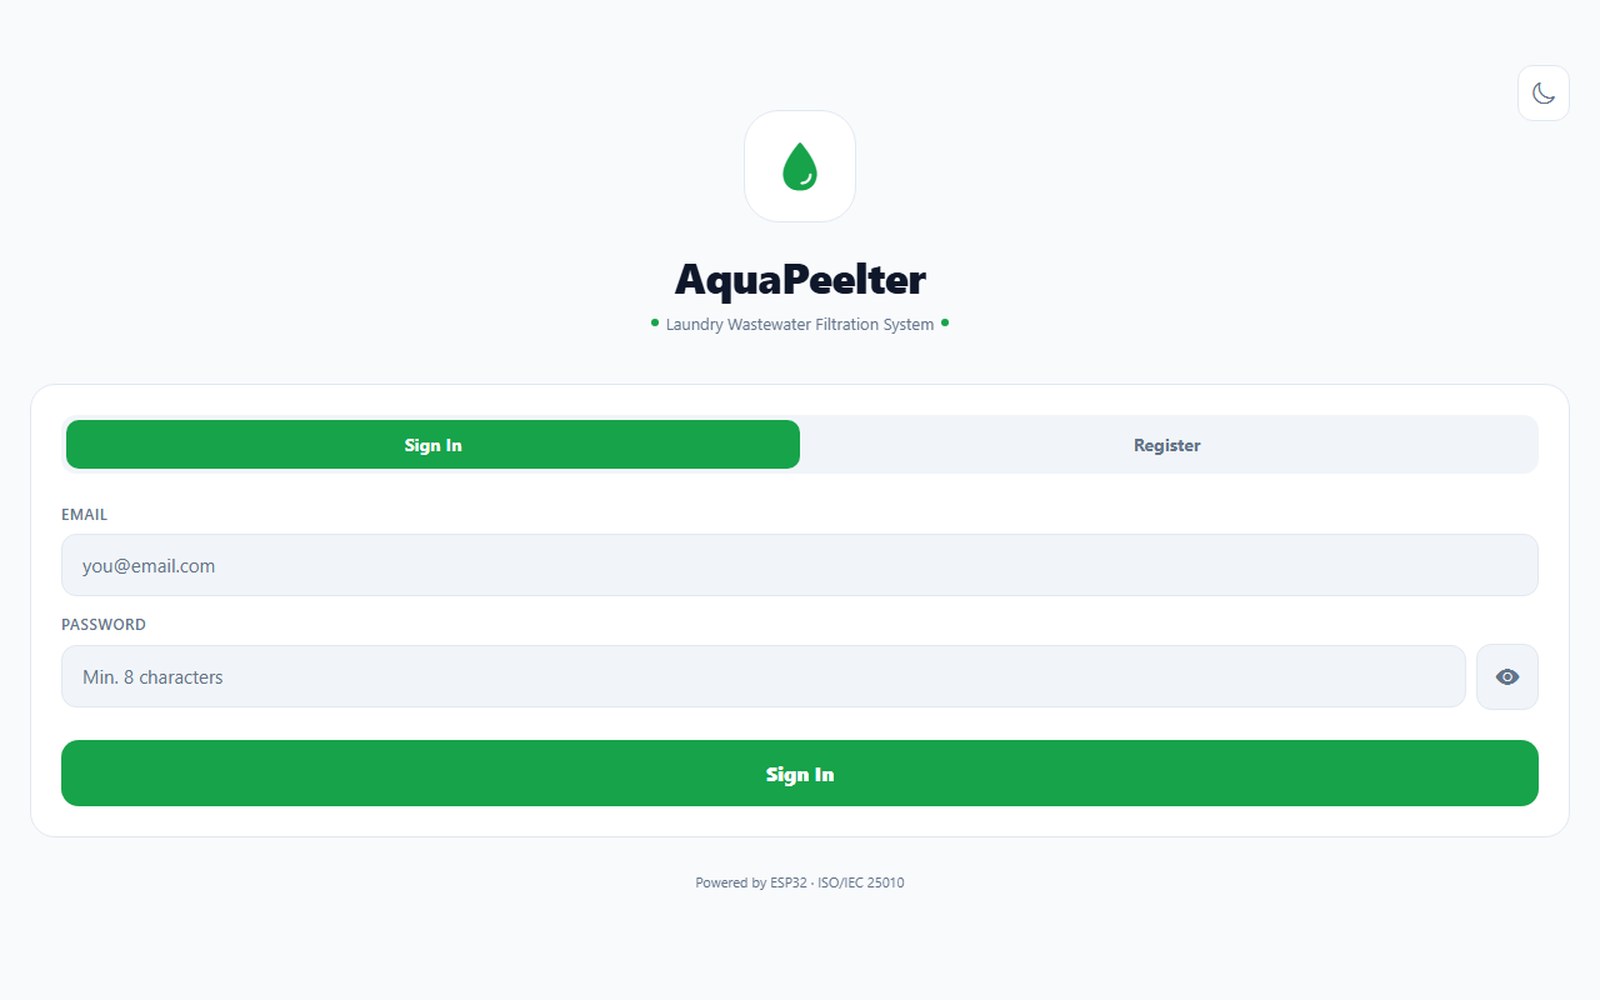 AquaPeelter
Laundry Wastewater Filtration System
Sign In
Register
EMAIL
you@email.com
PASSWORD
Min. 8 characters
Sign In
Powered by ESP32 · ISO/IEC 25010